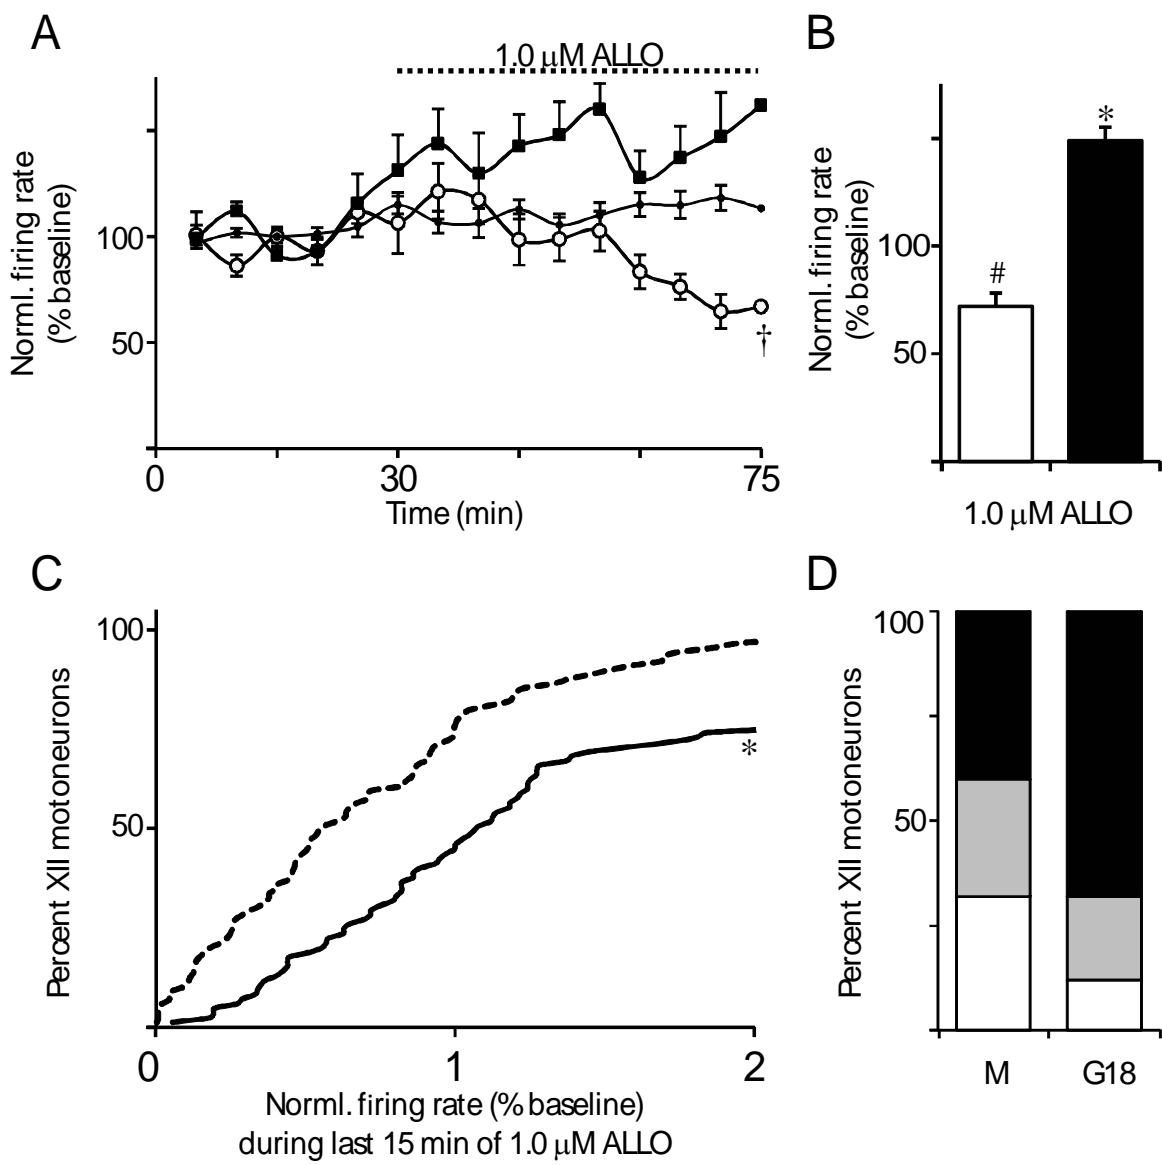 A
1.0 µM ALLO
Norml. firing rate
(% baseline)
100
50
†
0
30
75
Time (min)
B
Norml. firing rate
(% baseline)
100
50
#
*
1.0 µM ALLO
C
Percent XII motoneurons
100
50
*
0
1
2
Norml. firing rate (% baseline)
during last 15 min of 1.0 µM ALLO
D
Percent XII motoneurons
100
50
M
G18